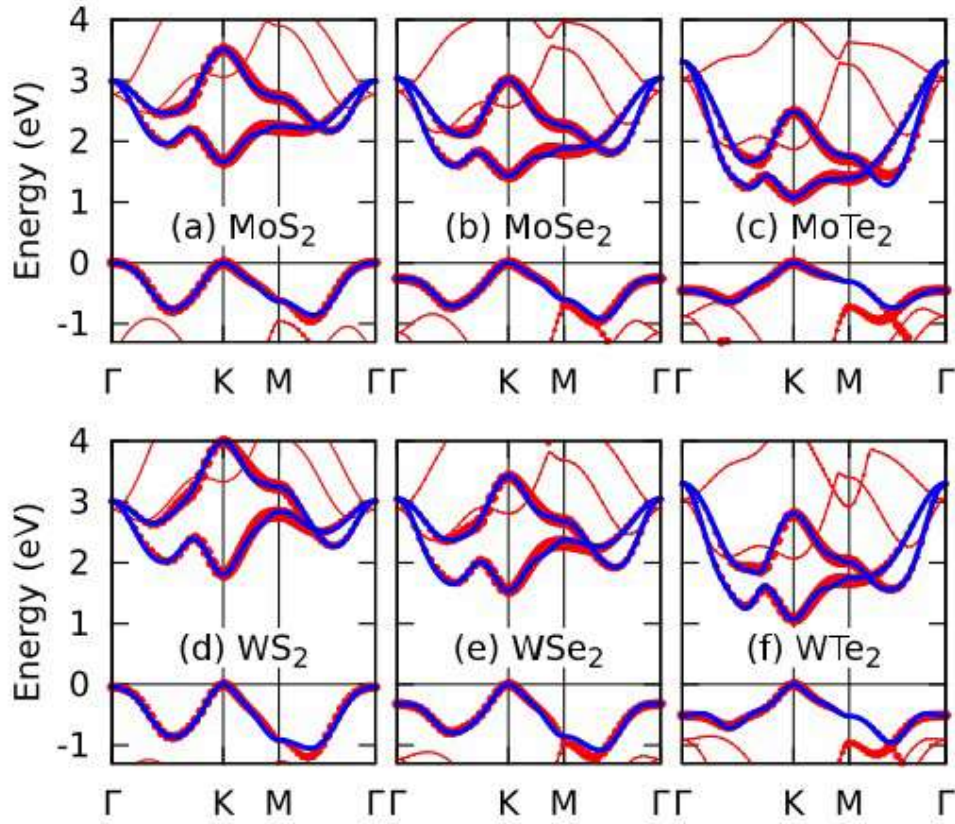 4
3
2
1
0
-1
Energy (eV)
(a) MoS₂
(b) MoSe₂
(c) MoTe₂
Γ K M ΓΓ K M ΓΓ K M Γ
4
3
2
1
0
-1
Energy (eV)
(d) WS₂
(e) WSe₂
(f) WTe₂
Γ K M ΓΓ K M ΓΓ K M Γ